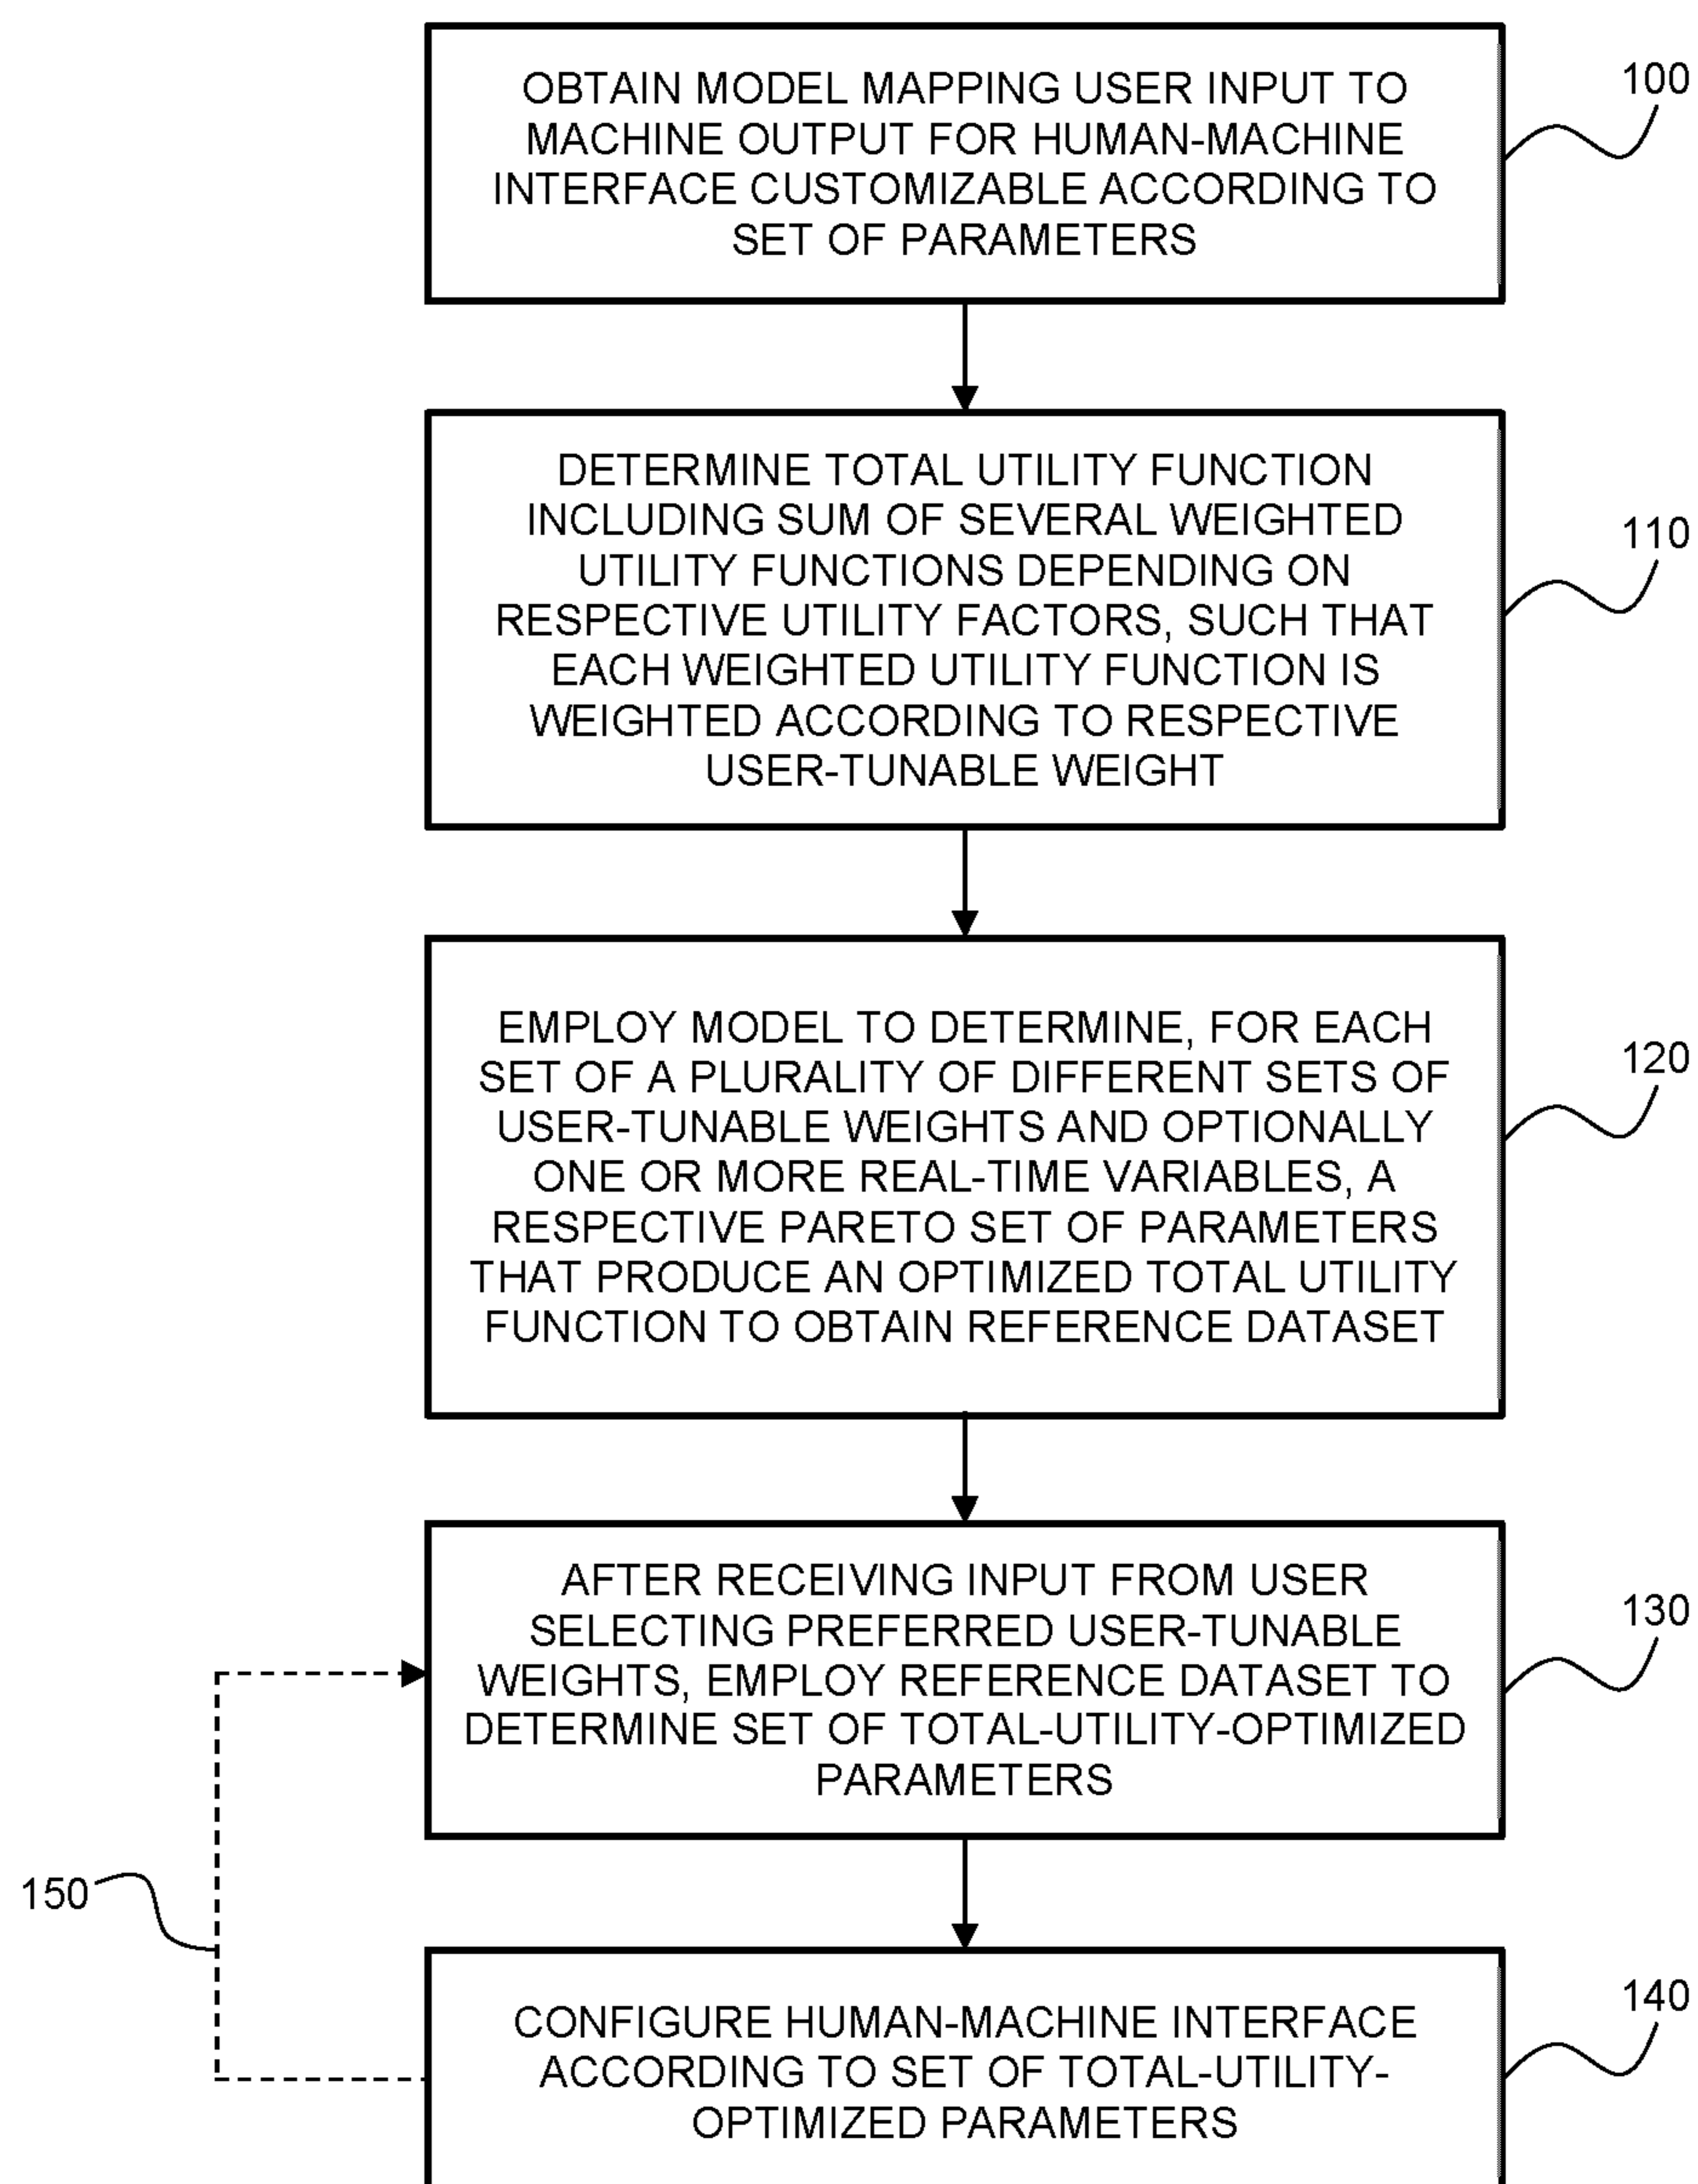 OBTAIN MODEL MAPPING USER INPUT TO
MACHINE OUTPUT FOR HUMAN-MACHINE
INTERFACE CUSTOMIZABLE ACCORDING TO
SET OF PARAMETERS
100
DETERMINE TOTAL UTILITY FUNCTION
INCLUDING SUM OF SEVERAL WEIGHTED
UTILITY FUNCTIONS DEPENDING ON
RESPECTIVE UTILITY FACTORS, SUCH THAT
EACH WEIGHTED UTILITY FUNCTION IS
WEIGHTED ACCORDING TO RESPECTIVE
USER-TUNABLE WEIGHT
110
EMPLOY MODEL TO DETERMINE, FOR EACH
SET OF A PLURALITY OF DIFFERENT SETS OF
USER-TUNABLE WEIGHTS AND OPTIONALLY
ONE OR MORE REAL-TIME VARIABLES, A
RESPECTIVE PARETO SET OF PARAMETERS
THAT PRODUCE AN OPTIMIZED TOTAL UTILITY
FUNCTION TO OBTAIN REFERENCE DATASET
120
AFTER RECEIVING INPUT FROM USER
SELECTING PREFERRED USER-TUNABLE
WEIGHTS, EMPLOY REFERENCE DATASET TO
DETERMINE SET OF TOTAL-UTILITY-OPTIMIZED
PARAMETERS
130
150
CONFIGURE HUMAN-MACHINE INTERFACE
ACCORDING TO SET OF TOTAL-UTILITY-
OPTIMIZED PARAMETERS
140